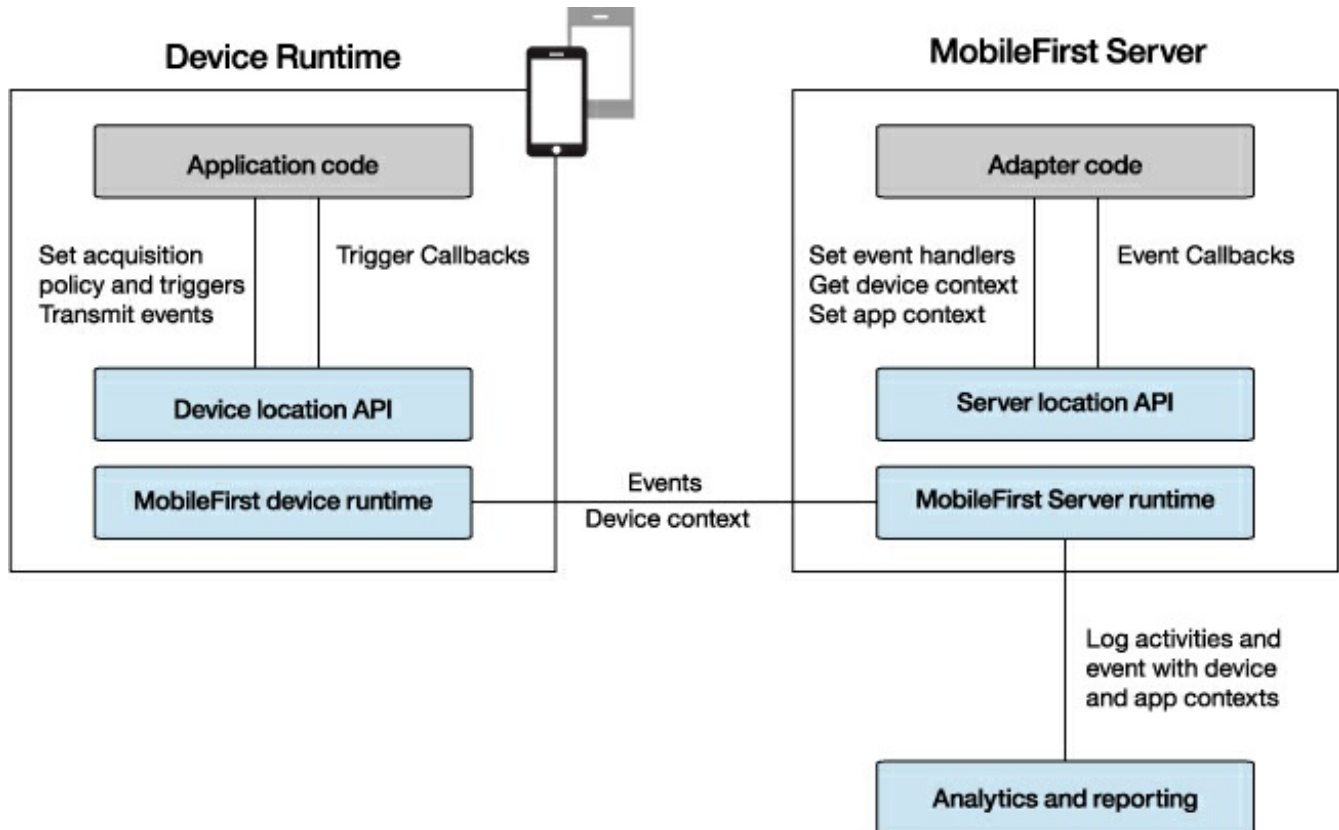 Device Runtime
Application code
Set acquisition
policy and triggers
Transmit events
Trigger Callbacks
Device location API
MobileFirst device runtime
Events
Device context
MobileFirst Server
Adapter code
Set event handlers
Get device context
Set app context
Event Callbacks
Server location API
MobileFirst Server runtime
Log activities and
event with device
and app contexts
Analytics and reporting